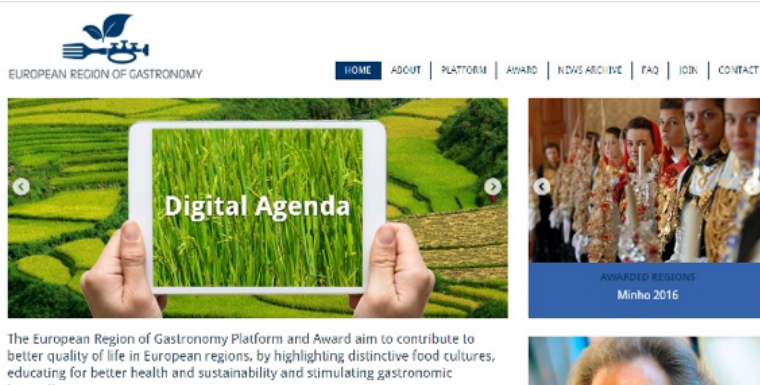 EUROPEAN REGION OF GASTRONOMY
HOME ABOUT PLATFORM AWARD NEWS ARCHIVE FAQ JOIN CONTACT
Digital Agenda
AWARDED REGIONS
Minho 2016
The European Region of Gastronomy Platform and Award aim to contribute to
better quality of life in European regions, by highlighting distinctive food cultures,
educating for better health and sustainability and stimulating gastronomic